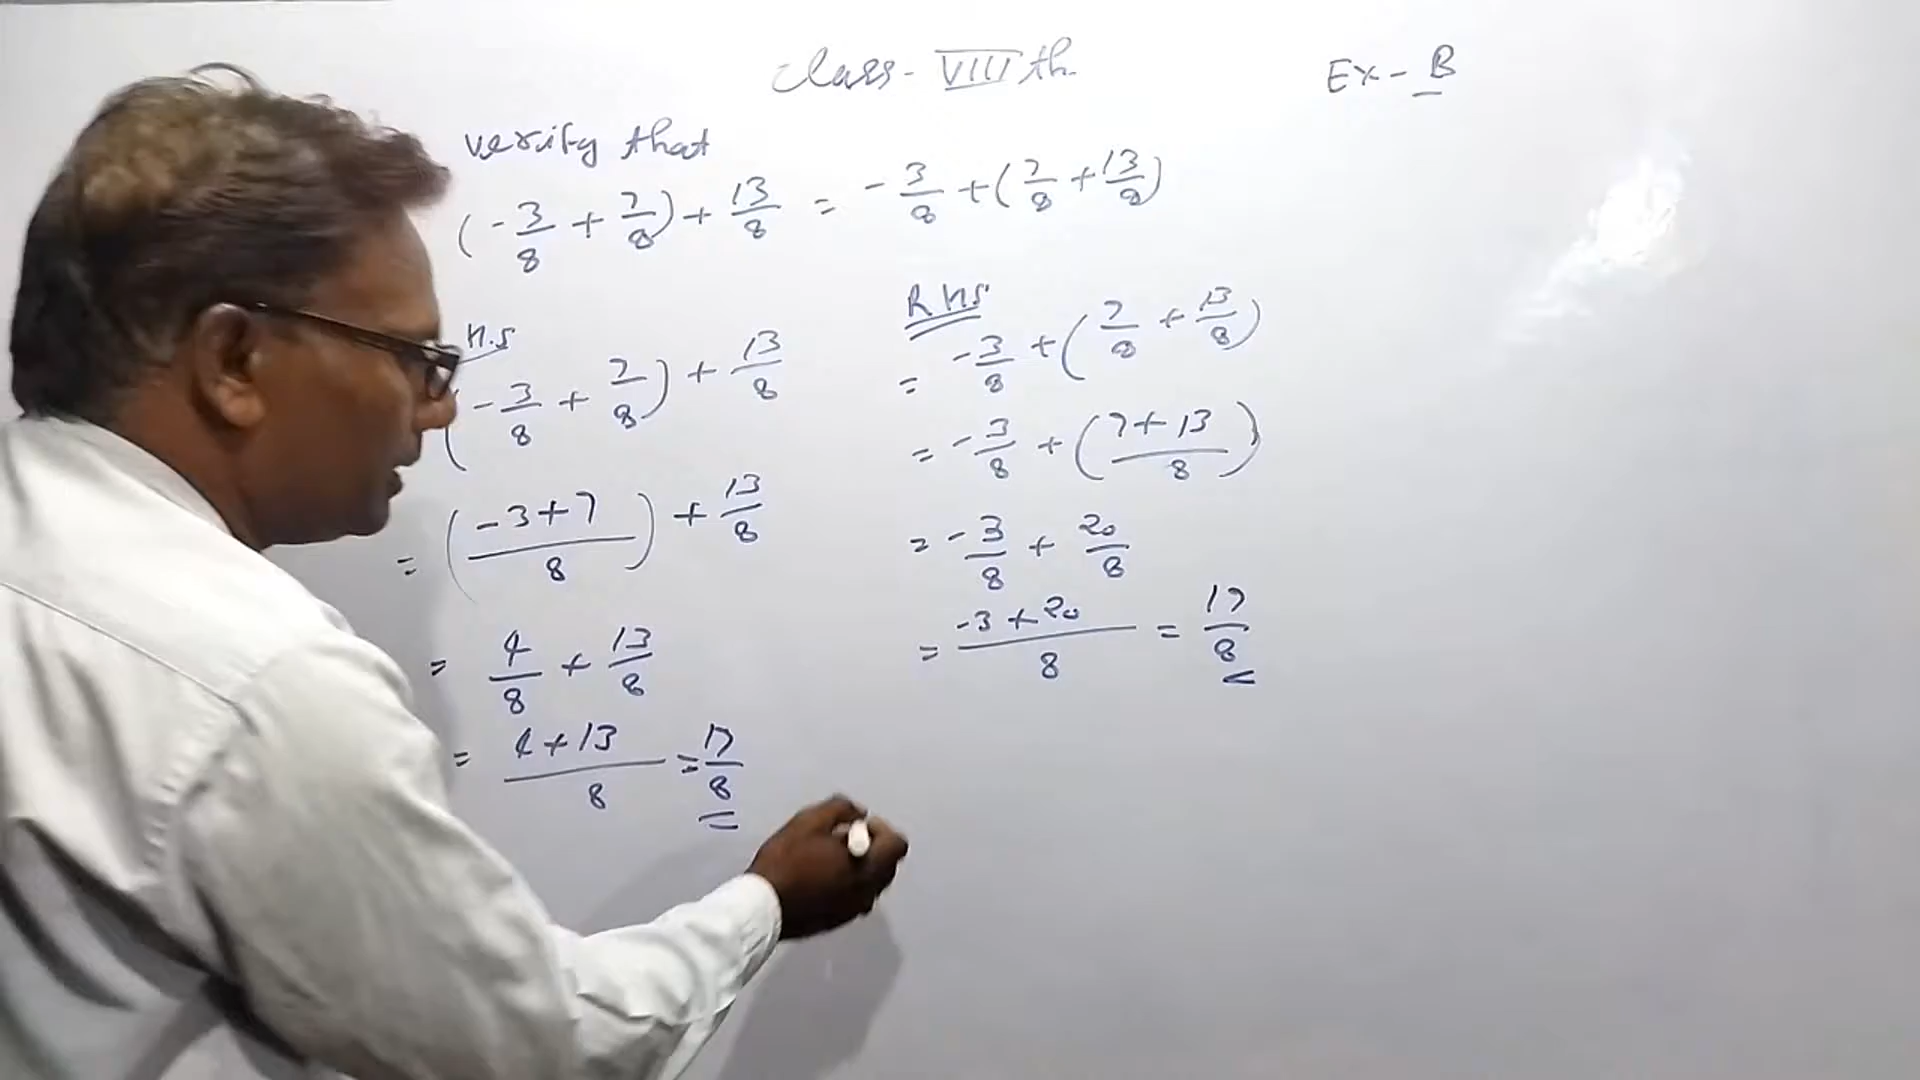 Class - VIIIth
Ex - B
verify that
(-3/8 + 7/8) + 13/8 = -3/8 + (7/8 + 13/8)
H.S
(-3/8 + 7/8) + 13/8
= (-3+7/8) + 13/8
= 4/8 + 13/8
= 4+13/8 = 17/8
RHS
= -3/8 + (7/8 + 13/8)
= -3/8 + (7+13/8)
= -3/8 + 20/8
= -3+20/8 = 17/8